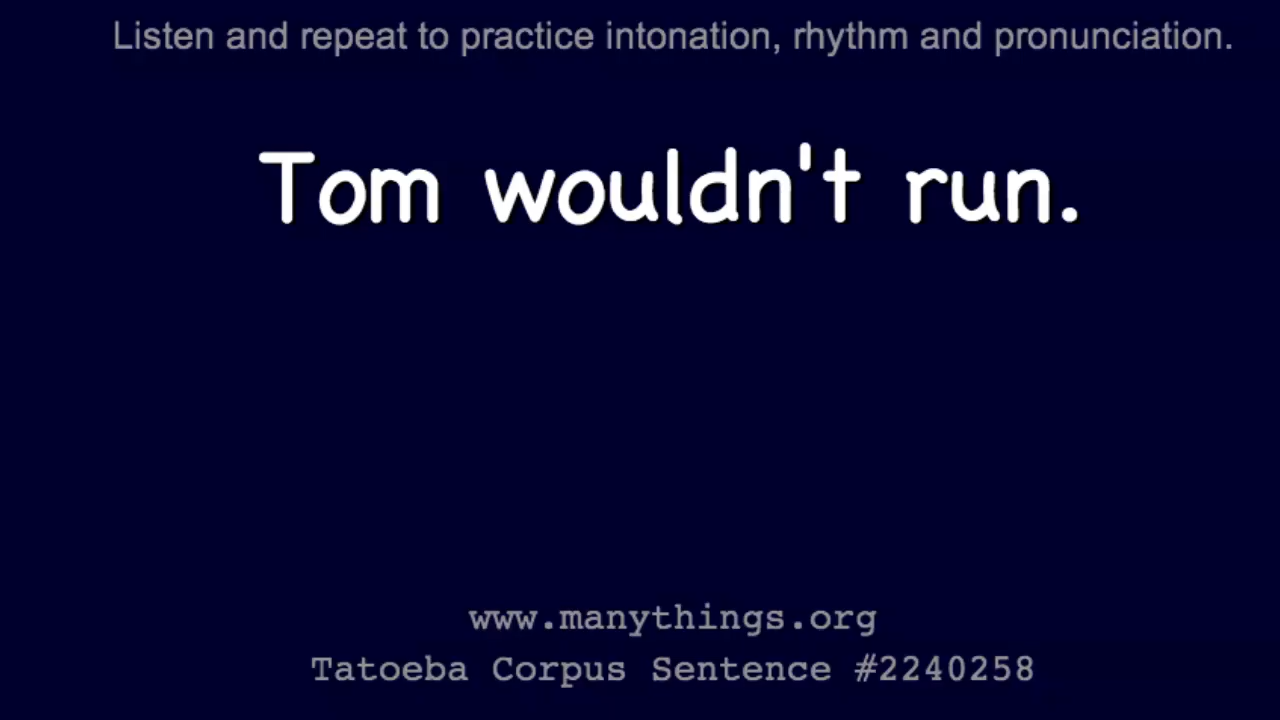 Listen and repeat to practice intonation, rhythm and pronunciation.
Tom wouldn't run.
www.manythings.org
Tatoeba Corpus Sentence #2240258